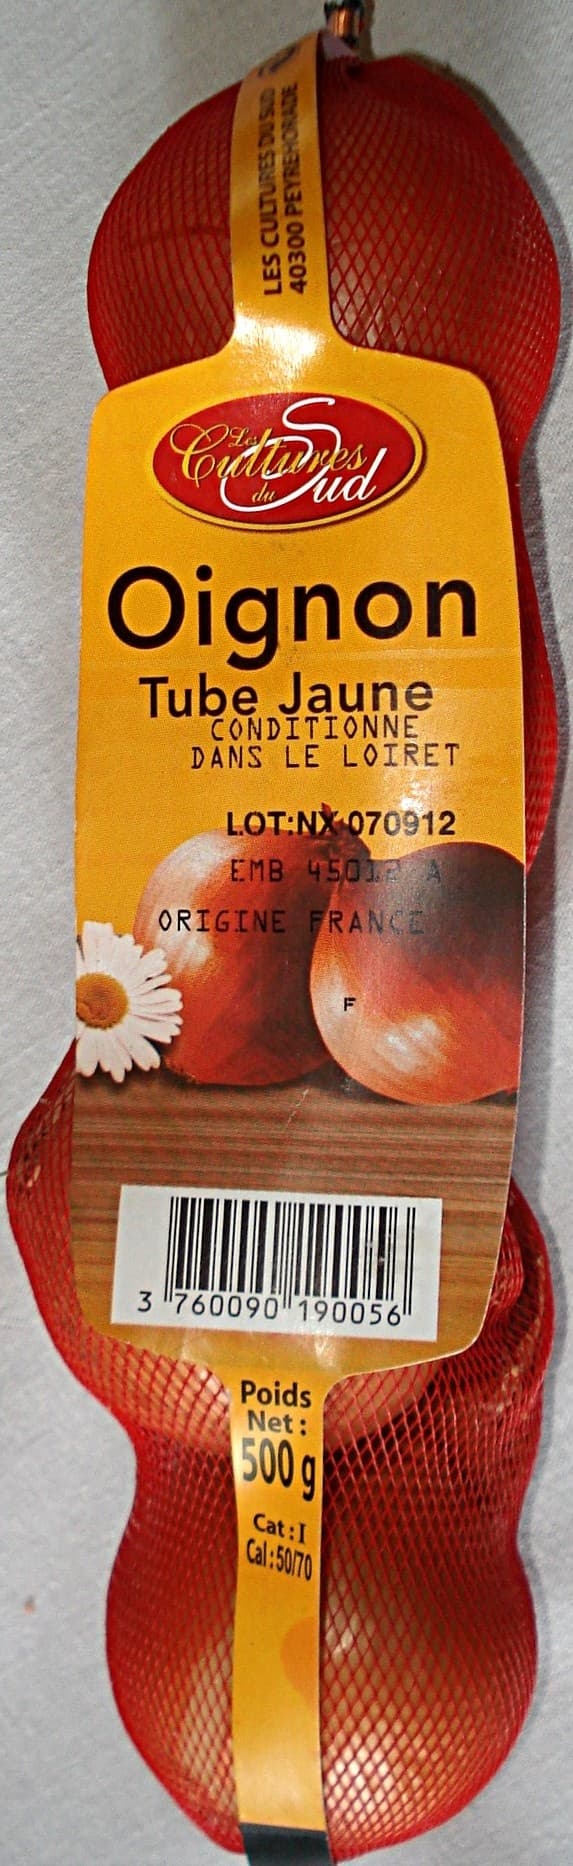 LES CULTURES DU SUD
40300 PEYREHORADE
Les Cultures du Sud
Oignon
Tube Jaune
CONDITIONNE
DANS LE LOIRET
LOT:NX 070912
EMB 45012 A
ORIGINE FRANCE
F
3 760090 190056
Poids
Net :
500 g
Cat : I
Cal : 50/70